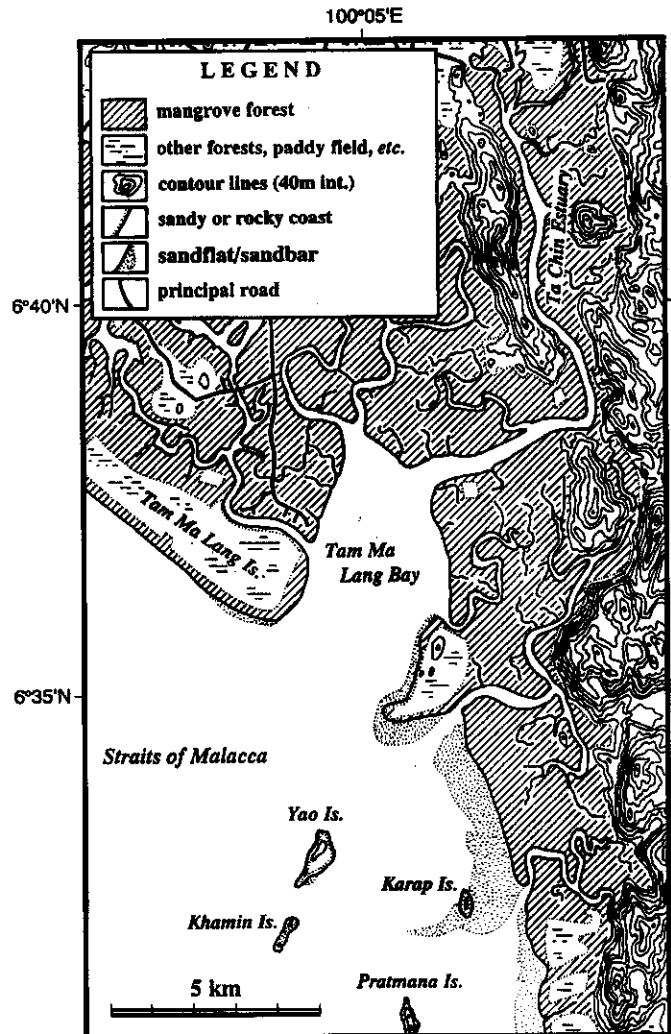 100°05'E
LEGEND
mangrove forest
other forests, paddy field, etc.
contour lines (40m int.)
sandy or rocky coast
sandflat/sandbar
principal road
Ta Chin Estuary
6°40'N
Tam Ma Lang Is.
Tam Ma
Lang Bay
6°35'N
Straits of Malacca
Yao Is.
Karap Is.
Khamin Is.
Pratmana Is.
5 km